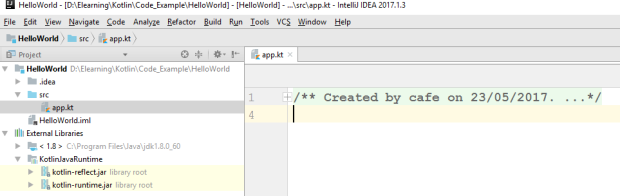 HelloWorld - [D:\Elearning\Kotlin\Code_Example\HelloWorld] - [HelloWorld] - ...\src\app.kt - IntelliJ IDEA 2017.1.3
File Edit View Navigate Code Analyze Refactor Build Run Tools VCS Window Help
HelloWorld src app.kt
Project
app.kt
HelloWorld D:\Elearning\Kotlin\Code_Example\HelloWorld
.idea
src
app.kt
HelloWorld.iml
External Libraries
< 1.8 > C:\Program Files\Java\jdk1.8.0_60
KotlinJavaRuntime
kotlin-reflect.jar library root
kotlin-runtime.jar library root
1 /** Created by cafe on 23/05/2017. ...*/
4